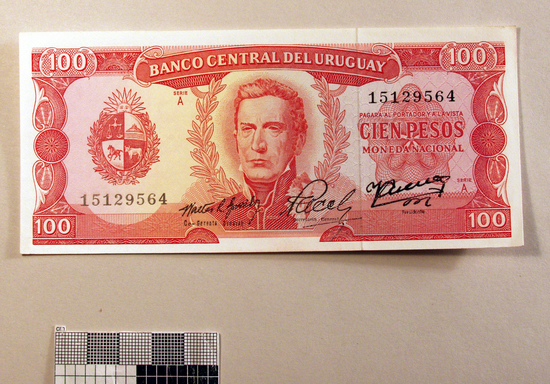 100
BANCO CENTRAL DEL URUGUAY
100
SERIE
A
15129564
PAGARÁ AL PORTADOR Y A LA VISTA
CIEN PESOS
MONEDA NACIONAL
15129564
SERIE
A
100
100